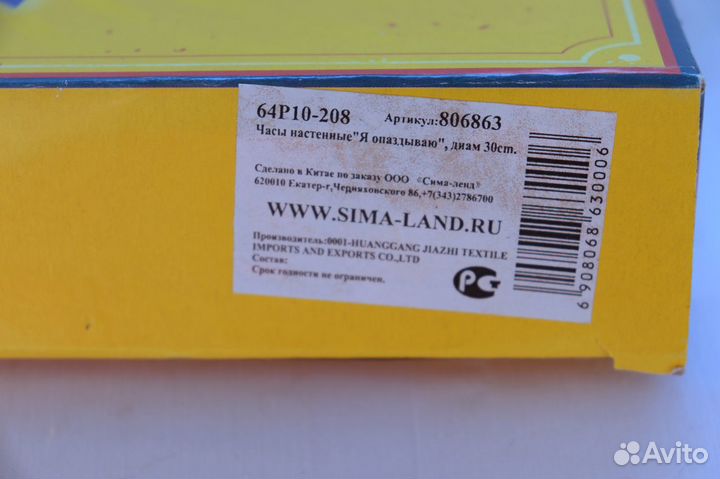 64P10-208 Артикул:806863
Часы настенные"Я опаздываю", диам 30cm.
Сделано в Китае по заказу ООО «Сима-ленд»
620010 Екатер-г,Черняховского 86,+7(343)2786700
WWW.SIMA-LAND.RU
Производитель:0001-HUANGGANG JIAZHI TEXTILE
IMPORTS AND EXPORTS CO.,LTD
Состав:
Срок годности не ограничен.
РС
6 908068 630006
Avito